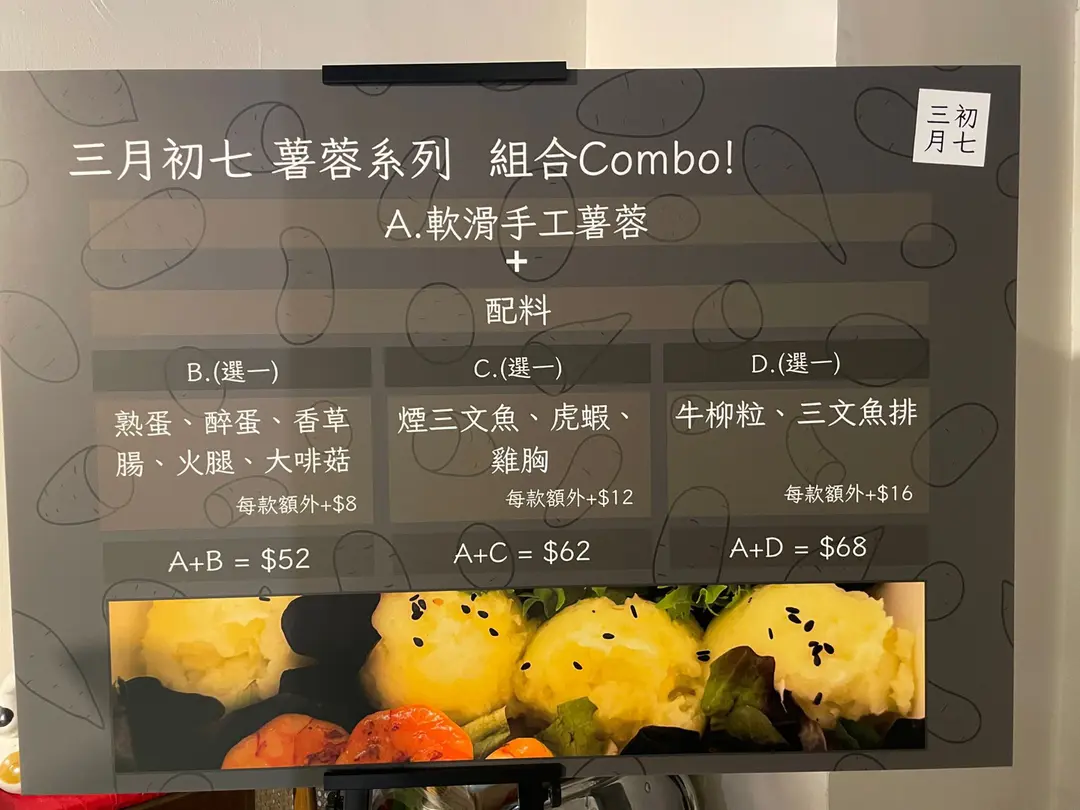 三月初七 薯蓉系列 組合Combo!
三初
月七
A.軟滑手工薯蓉
+
配料
B.(選一)
熟蛋、醉蛋、香草
腸、火腿、大啡菇
每款額外+$8
A+B = $52
C.(選一)
煙三文魚、虎蝦、
雞胸
每款額外+$12
A+C = $62
D.(選一)
牛柳粒、三文魚排
每款額外+$16
A+D = $68